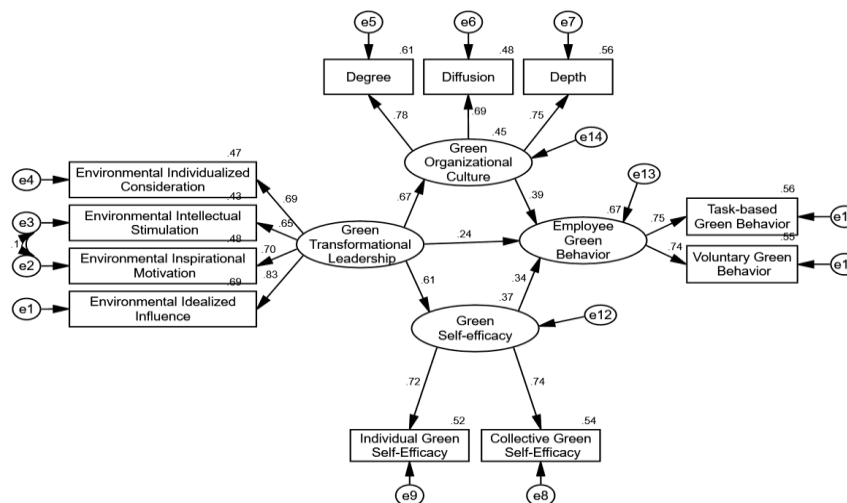 e5
e6
e7
.61
.48
.56
Degree
Diffusion
Depth
.78
.69
.75
.45
e14
Green
Organizational
Culture
.47
e4
Environmental Individualized
Consideration
.69
.67
.39
e13
.67
.43
e3
Environmental Intellectual
Stimulation
.65
.1
.48
e2
Environmental Inspirational
Motivation
.70
.69
.83
e1
Environmental Idealized
Influence
Green
Transformational
Leadership
.24
Employee
Green
Behavior
.75
.56
Task-based
Green Behavior
e1
.74
.55
Voluntary Green
Behavior
e1
.61
.34
.37
Green
Self-efficacy
e12
.72
.74
.52
.54
Individual Green
Self-Efficacy
Collective Green
Self-Efficacy
e9
e8